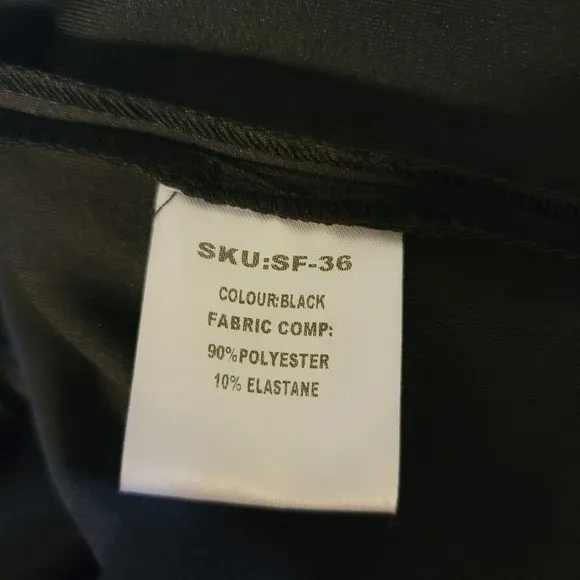 SKU:SF-36
COLOUR:BLACK
FABRIC COMP:
90%POLYESTER
10% ELASTANE